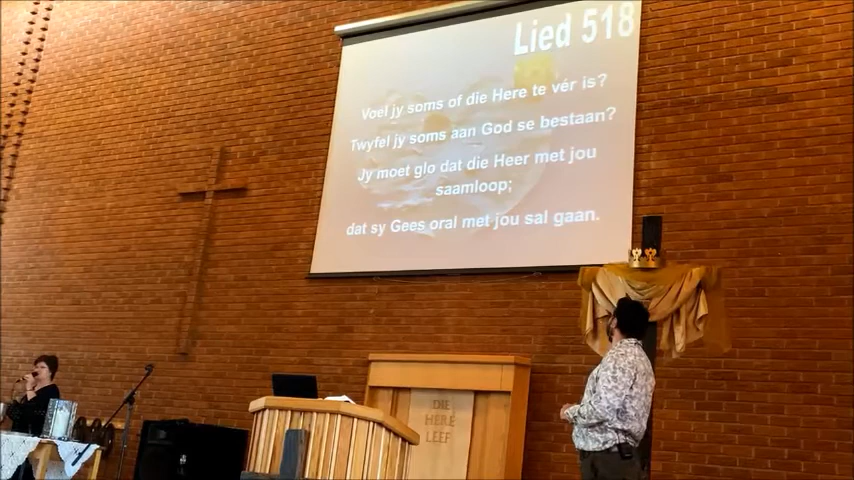 Lied 518
Voel jy soms of die Here te vér is?
Twyfel jy soms aan God se bestaan?
Jy moet glo dat die Heer met jou
saamloop;
dat sy Gees oral met jou sal gaan.
DIE
HERE
LEEF